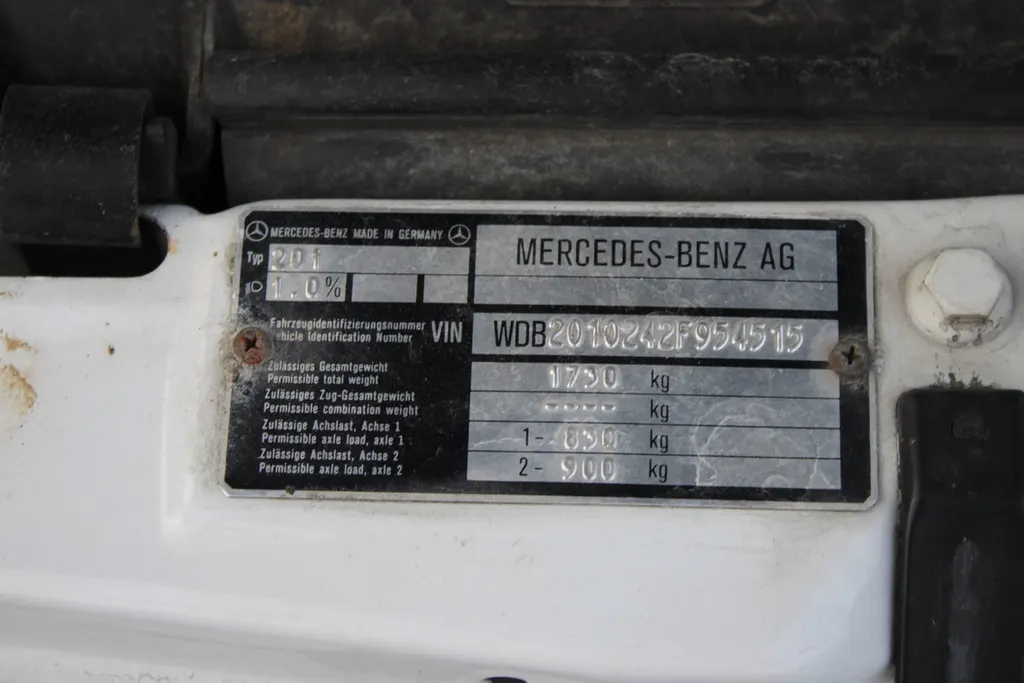 MERCEDES-BENZ MADE IN GERMANY
Typ 201
1.0%
MERCEDES-BENZ AG
Fahrzeugidentifizierungsnummer
Vehicle Identification Number
VIN
WDB2010242F954515
Zulässiges Gesamtgewicht
Permissible total weight
1730 kg
Zulässiges Zug-Gesamtgewicht
Permissible combination weight
---- kg
Zulässige Achslast, Achse 1
Permissible axle load, axle 1
1- 830 kg
Zulässige Achslast, Achse 2
Permissible axle load, axle 2
2- 900 kg